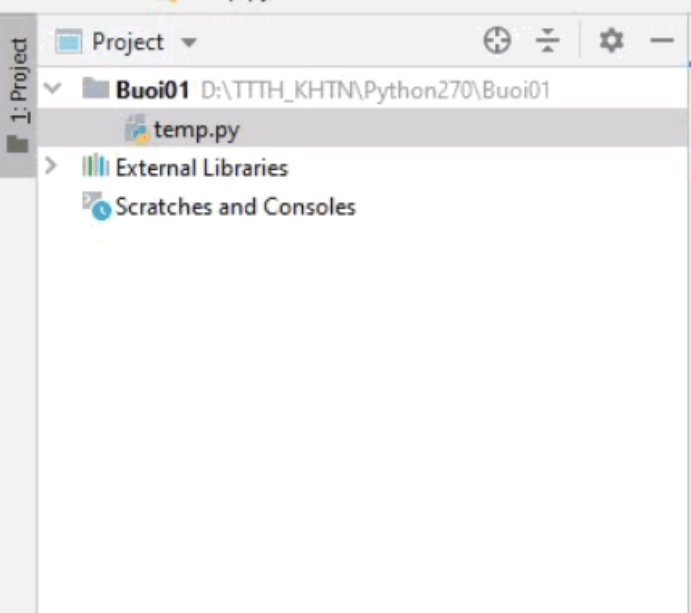 1: Project
Project
Buoi01 D:\TTTH_KHTN\Python270\Buoi01
temp.py
External Libraries
Scratches and Consoles